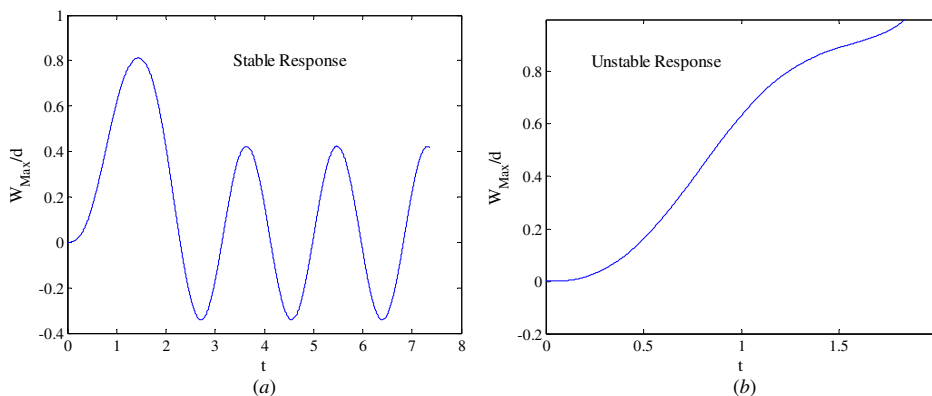 1
0.8
0.6
0.4
0.2
0
-0.2
-0.4
0 1 2 3 4 5 6 7 8
W_Max/d
Stable Response
t
(a)
0.8
0.6
0.4
0.2
0
-0.2
0 0.5 1 1.5
W_Max/d
Unstable Response
t
(b)